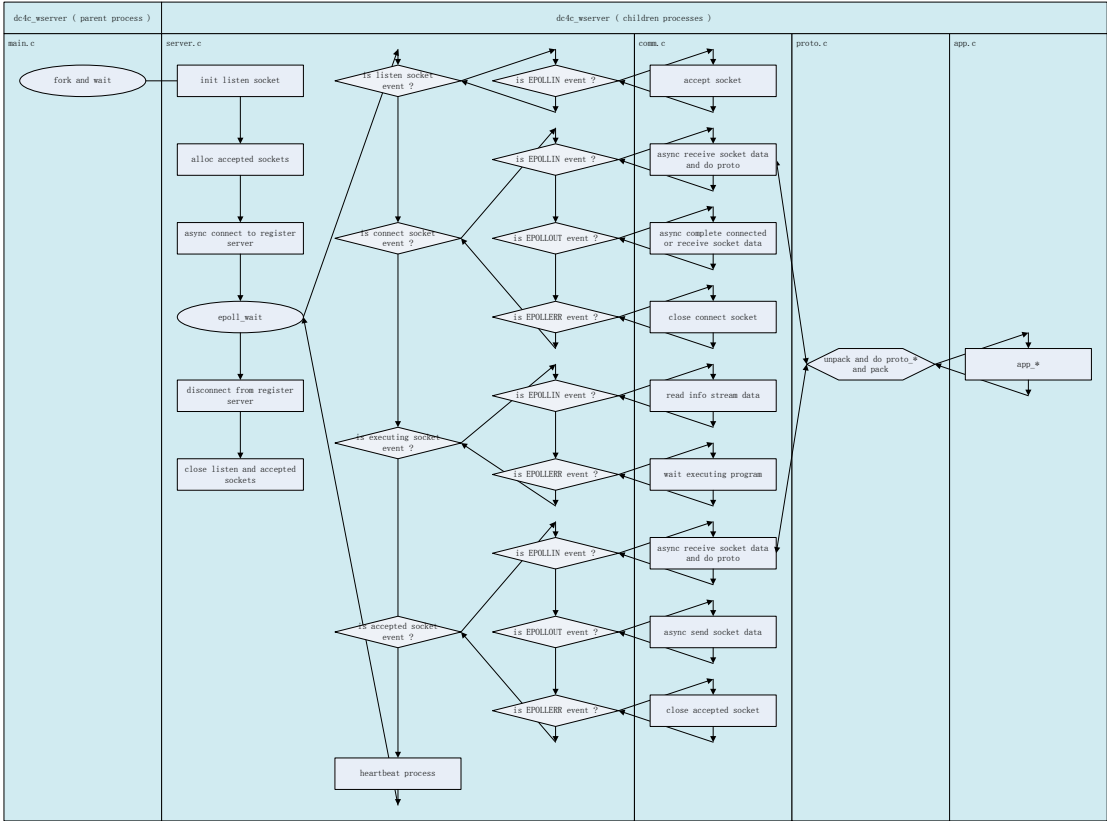 dc4c_wserver ( parent process )
dc4c_wserver ( children processes )
main.c
server.c
comm.c
proto.c
app.c
fork and wait
init listen socket
alloc accepted sockets
async connect to register
server
epoll_wait
disconnect from register
server
close listen and accepted
sockets
is listen socket
event ?
is connect socket
event ?
is executing socket
event ?
is accepted socket
event ?
heartbeat process
is EPOLLIN event ?
is EPOLLIN event ?
is EPOLLOUT event ?
is EPOLLERR event ?
is EPOLLIN event ?
is EPOLLERR event ?
is EPOLLIN event ?
is EPOLLOUT event ?
is EPOLLERR event ?
accept socket
async receive socket data
and do proto
async complete connected
or receive socket data
close connect socket
read info stream data
wait executing program
async receive socket data
and do proto
async send socket data
close accepted socket
unpack and do proto_*
and pack
app_*